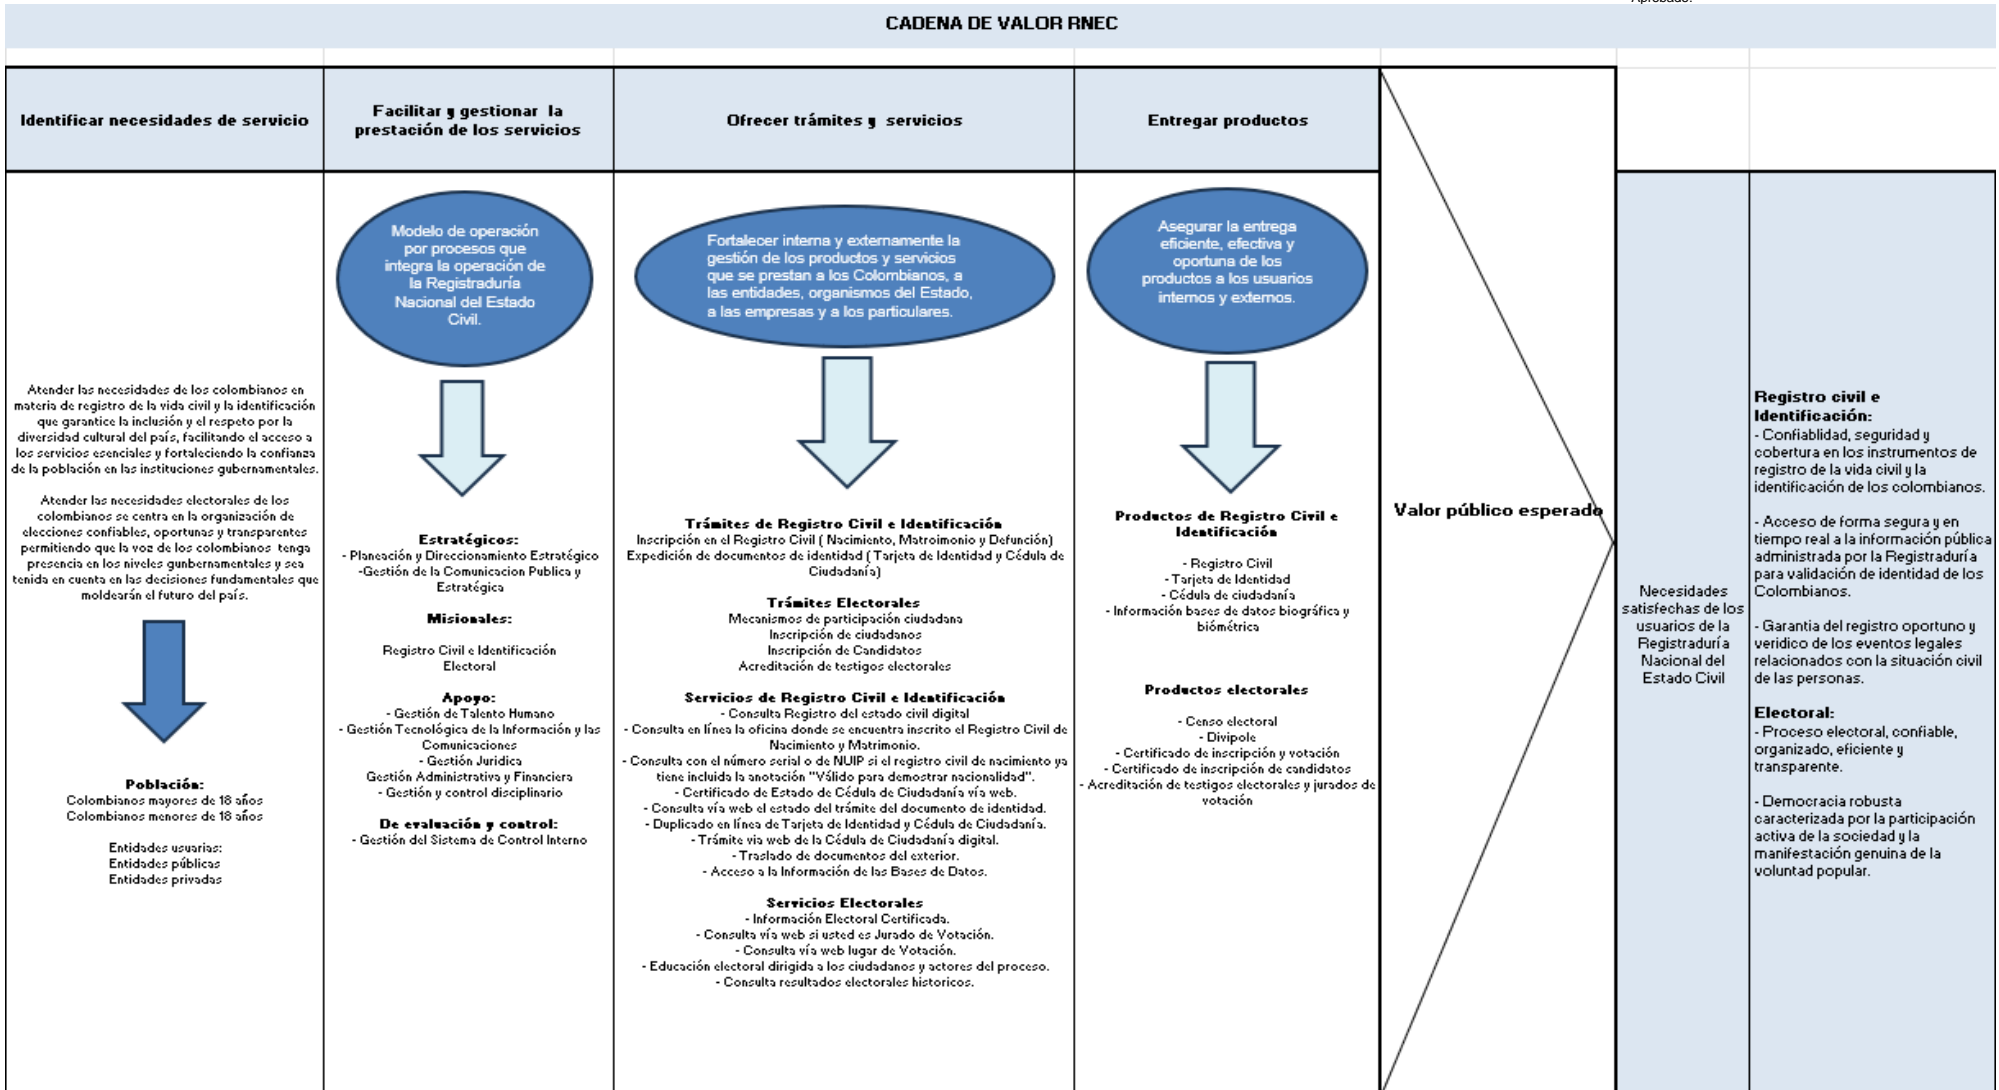 Aprobado:
CADENA DE VALOR RNEC
Identificar necesidades de servicio
Facilitar y gestionar la
prestación de los servicios
Ofrecer trámites y servicios
Entregar productos
Atender las necesidades de los colombianos en
materia de registro de la vida civil y la identificación
que garantice la inclusión y el respeto por la
diversidad cultural del país, facilitando el acceso a
los servicios esenciales y fortaleciendo la confianza
de la población en las instituciones gubernamentales.
Atender las necesidades electorales de los
colombianos se centra en la organización de
elecciones confiables, oportunas y transparentes
permitiendo que la voz de los colombianos tenga
presencia en los niveles gunbernamentales y sea
tenida en cuenta en las decisiones fundamentales que
moldearán el futuro del país.
Población:
Colombianos mayores de 18 años
Colombianos menores de 18 años
Entidades usuarias:
Entidades públicas
Entidades privadas
Modelo de operación
por procesos que
integra la operación de
la Registraduría
Nacional del Estado
Civil.
Estratégicos:
- Planeación y Direccionamiento Estratégico
-Gestión de la Comunicacion Publica y
Estratégica
Misionales:
Registro Civil e Identificación
Electoral
Apoyo:
- Gestión de Talento Humano
- Gestión Tecnológica de la Información y las
Comunicaciones
- Gestión Juridica
Gestión Administrativa y Financiera
- Gestión y control disciplinario
De evaluación y control:
- Gestión del Sistema de Control Interno
Fortalecer interna y externamente la
gestión de los productos y servicios
que se prestan a los Colombianos, a
las entidades, organismos del Estado,
a las empresas y a los particulares.
Trámites de Registro Civil e Identificación
Inscripción en el Registro Civil ( Nacimiento, Matroimonio y Defunción)
Expedición de documentos de identidad ( Tarjeta de Identidad y Cédula de
Ciudadanía)
Trámites Electorales
Mecanismos de participación ciudadana
Inscripción de ciudadanos
Inscripción de Candidatos
Acreditación de testigos electorales
Servicios de Registro Civil e Identificación
- Consulta Registro del estado civil digital
- Consulta en línea la oficina donde se encuentra inscrito el Registro Civil de
Nacimiento y Matrimonio.
- Consulta con el número serial o de NUIP si el registro civil de nacimiento ya
tiene incluida la anotación "Válido para demostrar nacionalidad".
- Certificado de Estado de Cédula de Ciudadanía vía web.
- Consulta vía web el estado del trámite del documento de identidad.
- Duplicado en línea de Tarjeta de Identidad y Cédula de Ciudadanía.
- Trámite via web de la Cédula de Ciudadanía digital.
- Traslado de documentos del exterior.
- Acceso a la Información de las Bases de Datos.
Servicios Electorales
- Información Electoral Certificada.
- Consulta vía web si usted es Jurado de Votación.
- Consulta vía web lugar de Votación.
- Educación electoral dirigida a los ciudadanos y actores del proceso.
- Consulta resultados electorales historicos.
Asegurar la entrega
eficiente, efectiva y
oportuna de los
productos a los usuarios
internos y externos.
Productos de Registro Civil e
Identificación
- Registro Civil
- Tarjeta de Identidad
- Cédula de ciudadanía
- Información bases de datos biográfica y
biómétrica
Productos electorales
- Censo electoral
- Divipole
- Certificado de inscripción y votación
- Certificado de inscripción de candidatos
- Acreditación de testigos electorales y jurados de
votación
Valor público esperado
Necesidades
satisfechas de los
usuarios de la
Registraduría
Nacional del
Estado Civil
Registro civil e
Identificación:
- Confiablidad, seguridad y
cobertura en los instrumentos de
registro de la vida civil y la
identificación de los colombianos.
- Acceso de forma segura y en
tiempo real a la información pública
administrada por la Registraduría
para validación de identidad de los
Colombianos.
- Garantia del registro oportuno y
veridico de los eventos legales
relacionados con la situación civil
de las personas.
Electoral:
- Proceso electoral, confiable,
organizado, eficiente y
transparente.
- Democracia robusta
caracterizada por la participación
activa de la sociedad y la
manifestación genuina de la
voluntad popular.